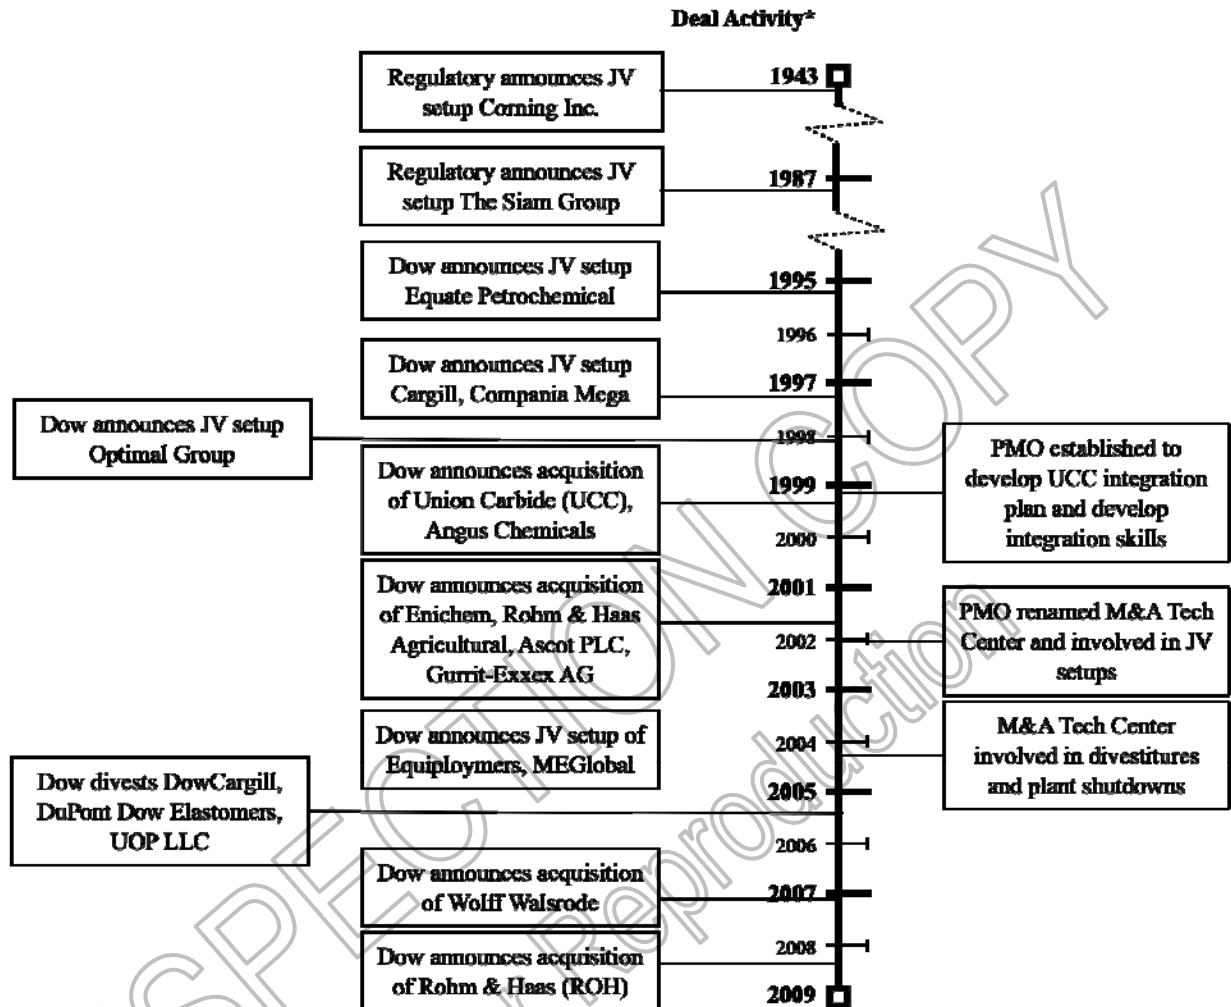 Deal Activity*
Regulatory announces JV
setup Corning Inc.
1943
Regulatory announces JV
setup The Siam Group
1987
Dow announces JV setup
Equate Petrochemical
1995
1996
Dow announces JV setup
Cargill, Compania Mega
1997
Dow announces JV setup
Optimal Group
1998
Dow announces acquisition
of Union Carbide (UCC),
Angus Chemicals
1999
PMO established to
develop UCC integration
plan and develop
integration skills
2000
Dow announces acquisition
of Enichem, Rohm & Haas
Agricultural, Ascot PLC,
Gurrit-Exxex AG
2001
PMO renamed M&A Tech
Center and involved in JV
setups
2002
2003
Dow announces JV setup of
Equiploymers, MEGlobal
2004
M&A Tech Center
involved in divestitures
and plant shutdowns
Dow divests DowCargill,
DuPont Dow Elastomers,
UOP LLC
2005
2006
Dow announces acquisition
of Wolff Walsrode
2007
2008
Dow announces acquisition
of Rohm & Haas (ROH)
2009
SPECTION COPY
r Reproduction